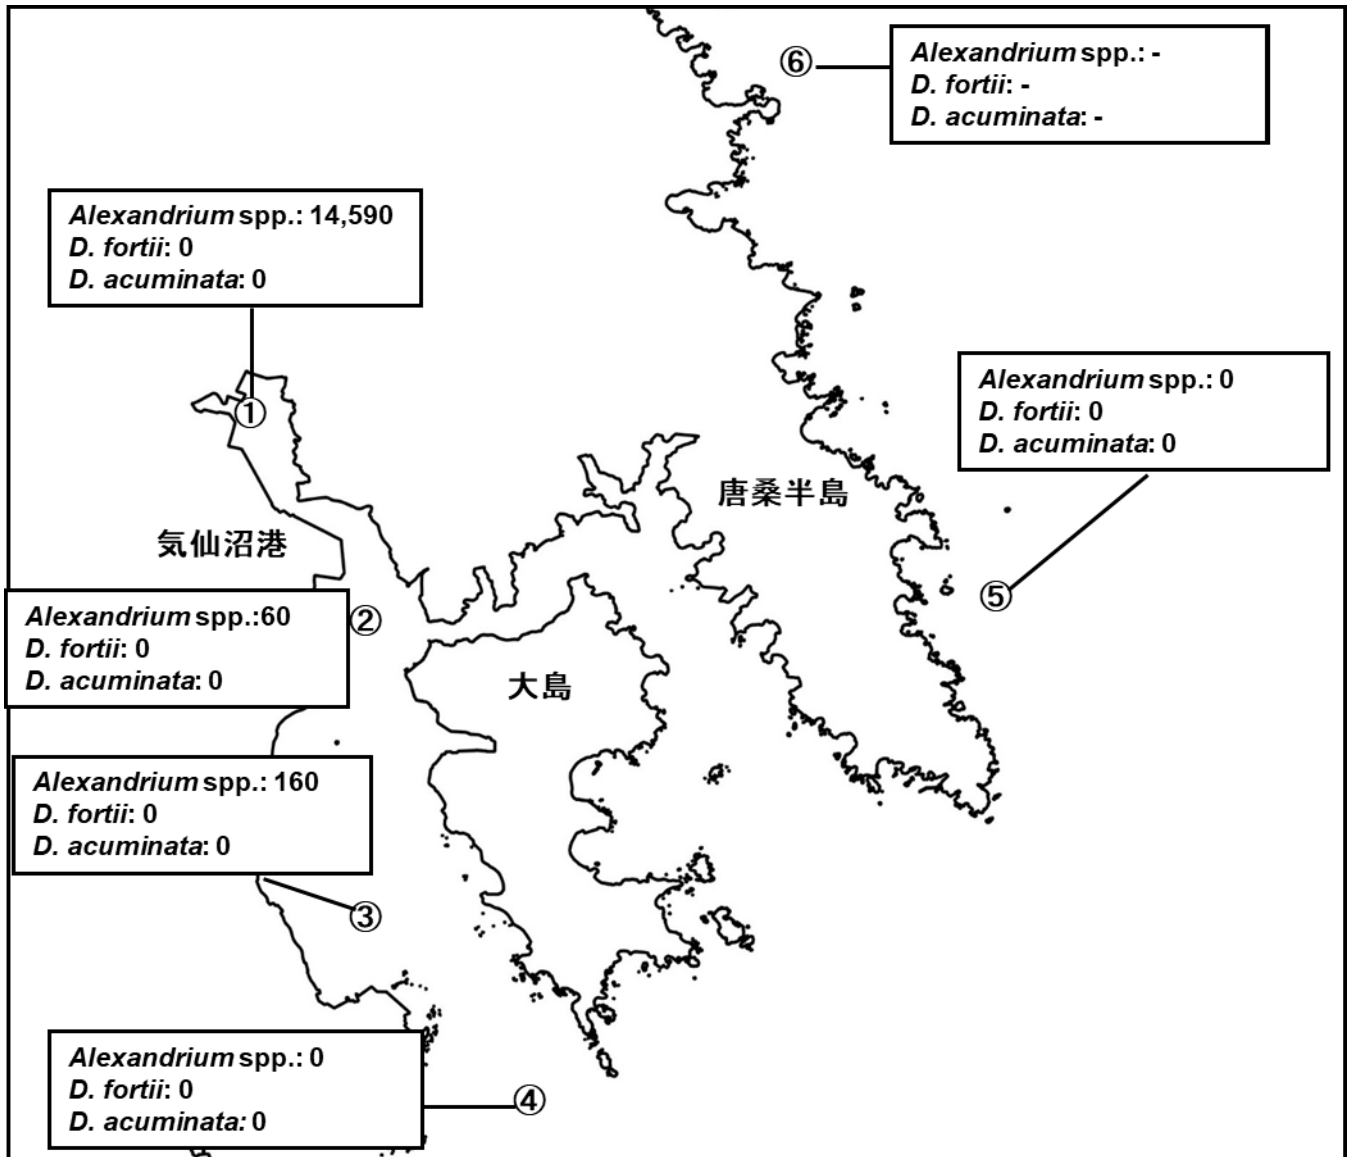 ⑥
Alexandrium spp.: -
D. fortii: -
D. acuminata: -
Alexandrium spp.: 14,590
D. fortii: 0
D. acuminata: 0
①
Alexandrium spp.: 0
D. fortii: 0
D. acuminata: 0
⑤
唐桑半島
気仙沼港
Alexandrium spp.:60
D. fortii: 0
D. acuminata: 0
②
大島
Alexandrium spp.: 160
D. fortii: 0
D. acuminata: 0
③
Alexandrium spp.: 0
D. fortii: 0
D. acuminata: 0
④